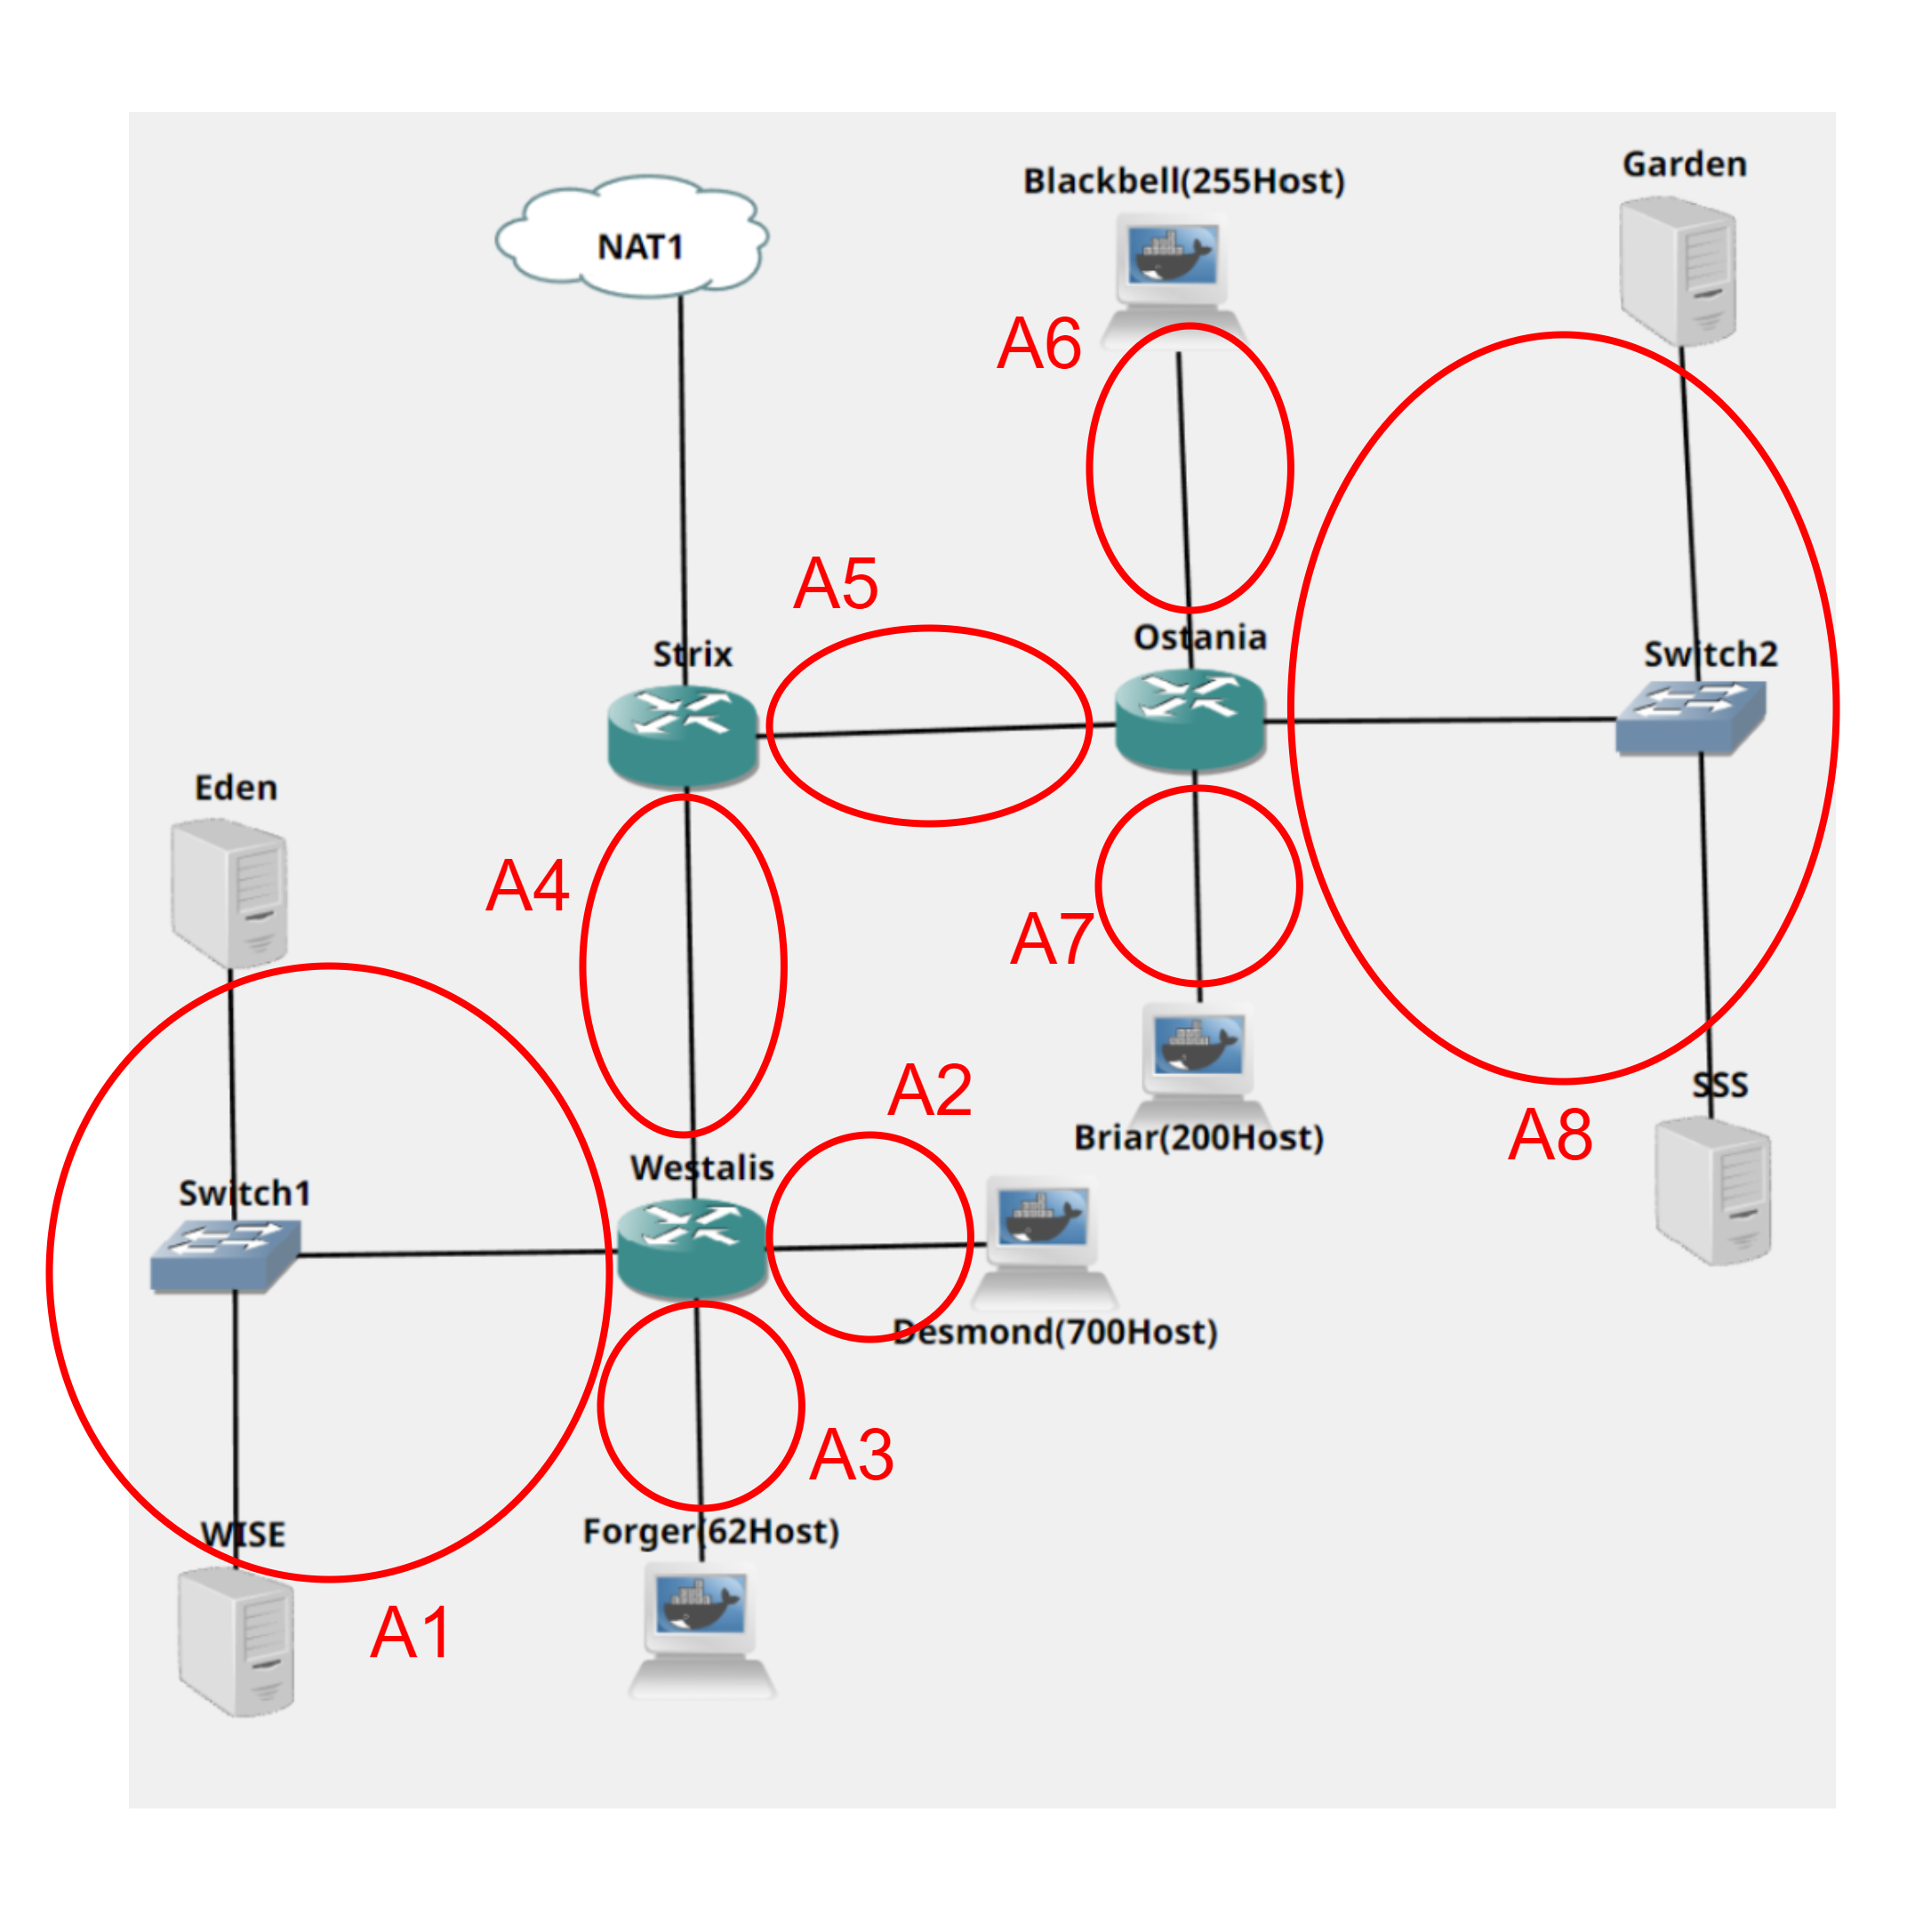 Garden
Blackbell(255Host)
NAT1
A6
A5
Ostania
Strix
Switch2
Eden
A4
A7
A2
SSS
Briar(200Host)
A8
Westalis
Switch1
Desmond(700Host)
A3
WISE
Forger(62Host)
A1